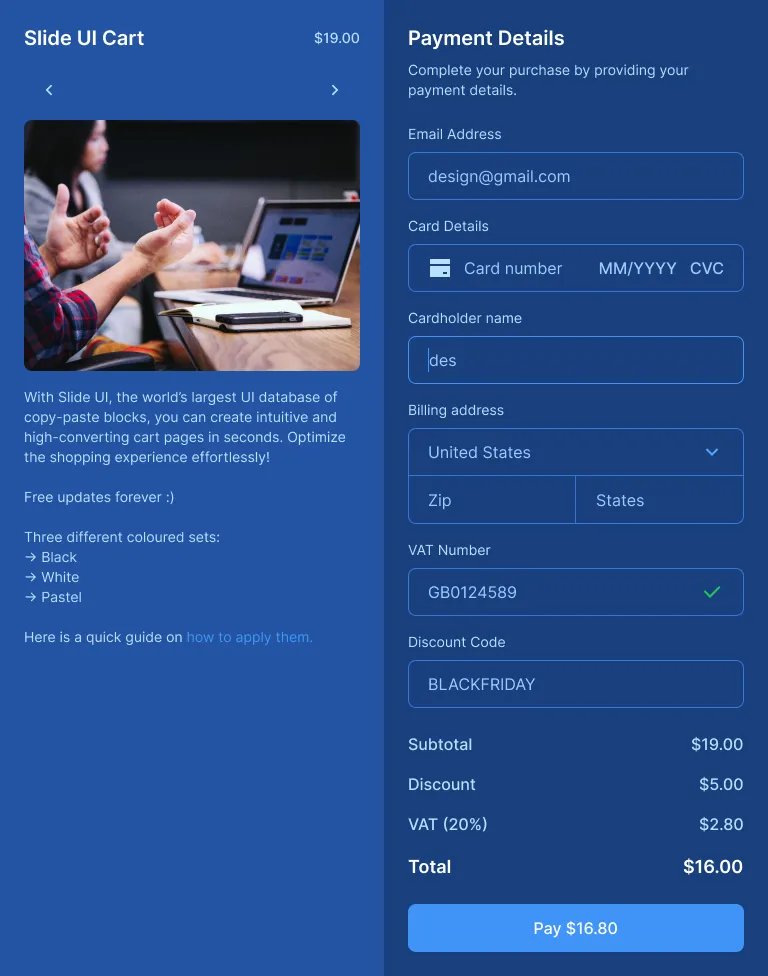 Slide UI Cart
$19.00
With Slide UI, the world’s largest UI database of
copy-paste blocks, you can create intuitive and
high-converting cart pages in seconds. Optimize
the shopping experience effortlessly!
Free updates forever :)
Three different coloured sets:
→ Black
→ White
→ Pastel
Here is a quick guide on how to apply them.
Payment Details
Complete your purchase by providing your
payment details.
Email Address
design@gmail.com
Card Details
Card number MM/YYYY CVC
Cardholder name
des
Billing address
United States
Zip States
VAT Number
GB0124589
Discount Code
BLACKFRIDAY
Subtotal $19.00
Discount $5.00
VAT (20%) $2.80
Total $16.00
Pay $16.80